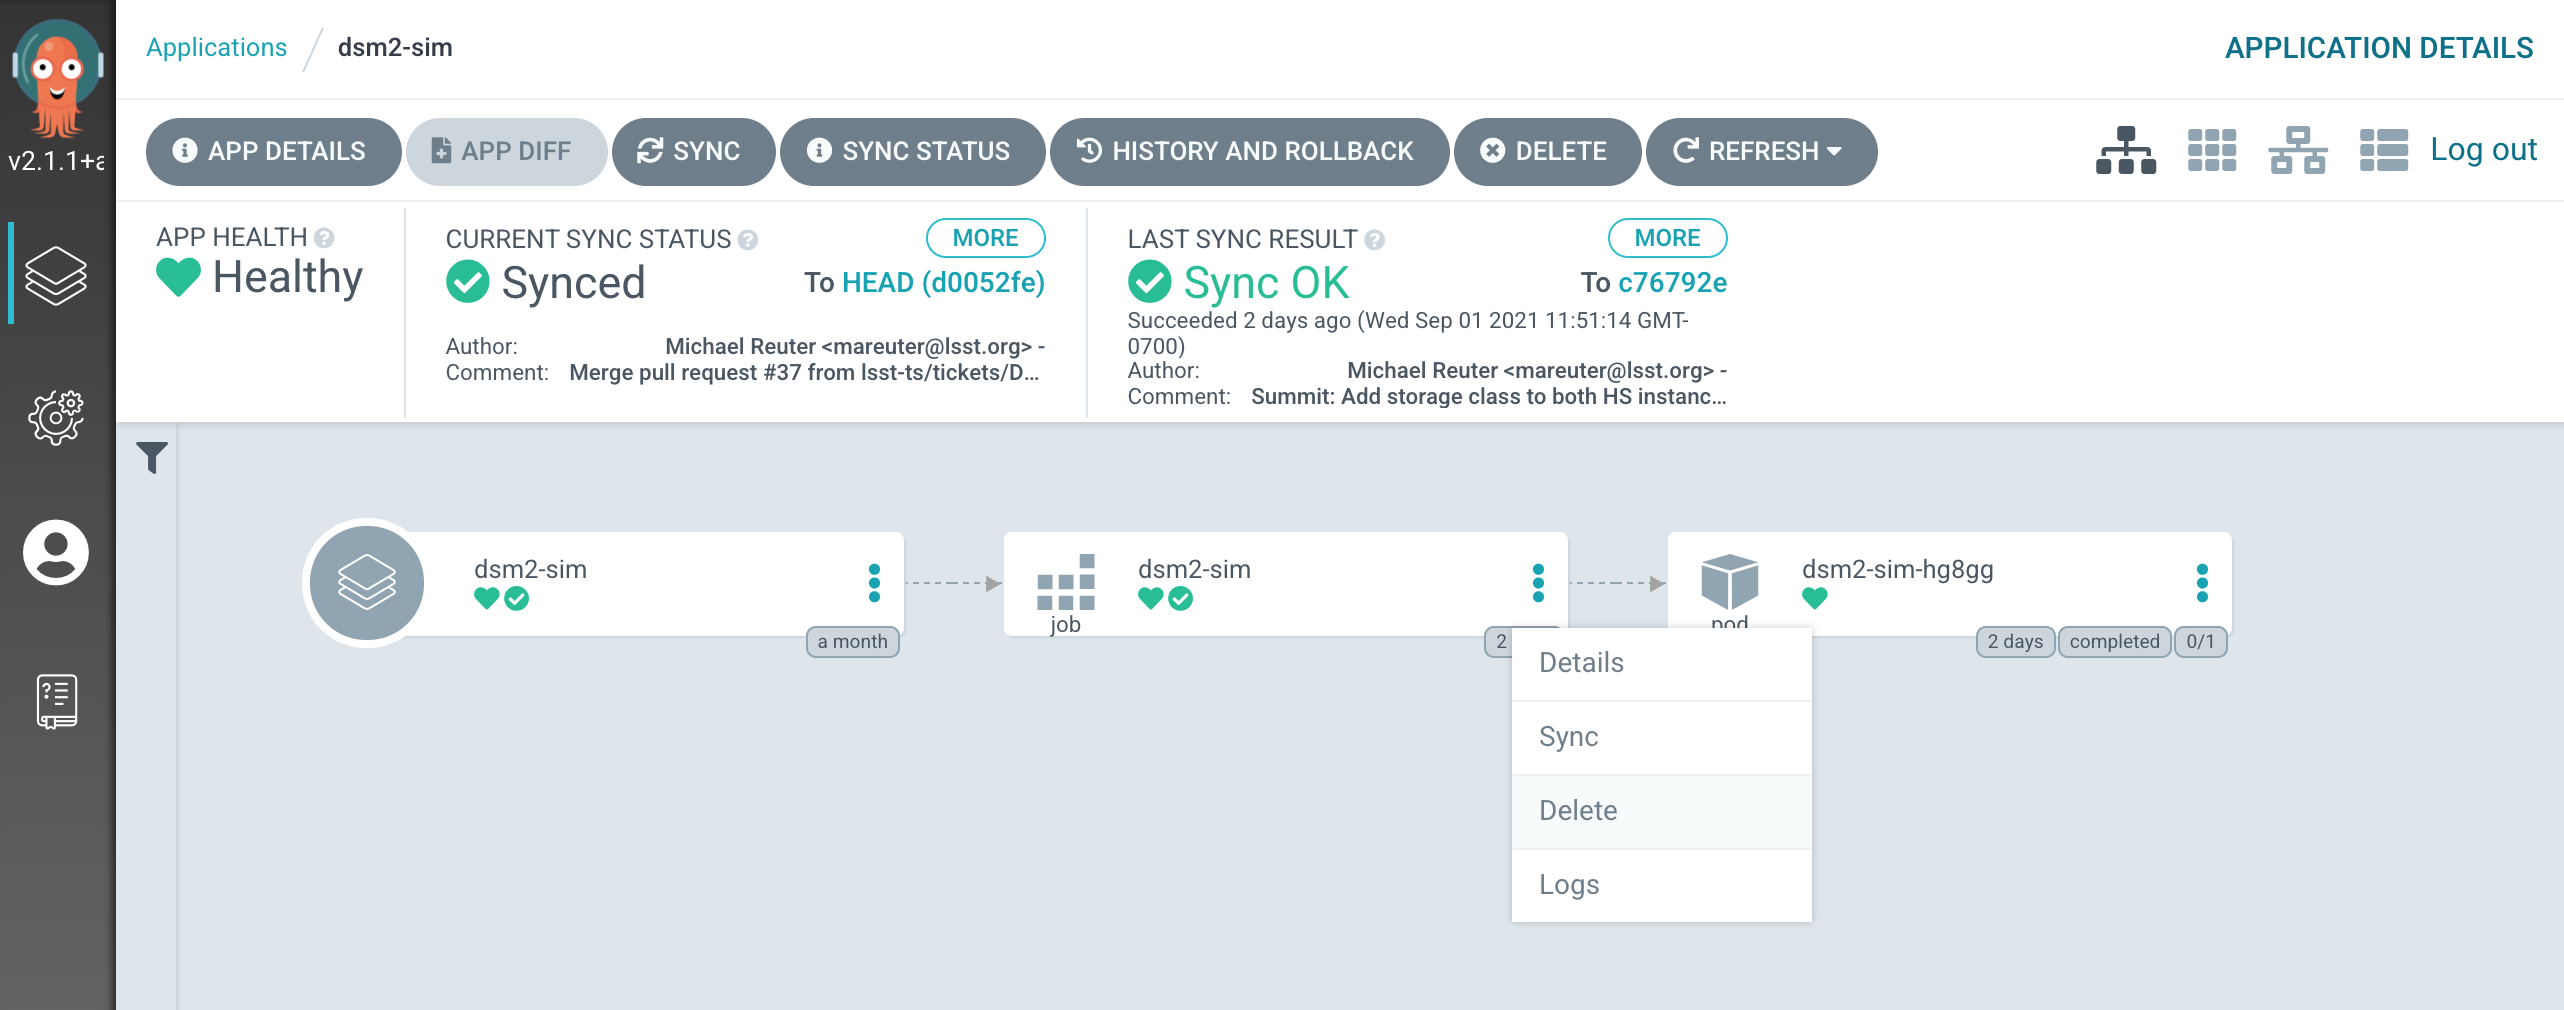 Applications / dsm2-sim
APPLICATION DETAILS
v2.1.1+a
APP DETAILS
APP DIFF
SYNC
SYNC STATUS
HISTORY AND ROLLBACK
DELETE
REFRESH
Log out
APP HEALTH
Healthy
CURRENT SYNC STATUS
MORE
Synced
To HEAD (d0052fe)
Author: Michael Reuter <mareuter@lsst.org> -
Comment: Merge pull request #37 from lsst-ts/tickets/D...
LAST SYNC RESULT
MORE
Sync OK
To c76792e
Succeeded 2 days ago (Wed Sep 01 2021 11:51:14 GMT-
0700)
Author: Michael Reuter <mareuter@lsst.org> -
Comment: Summit: Add storage class to both HS instanc...
dsm2-sim
a month
dsm2-sim
job
2
dsm2-sim-hg8gg
pod
2 days
completed
0/1
Details
Sync
Delete
Logs